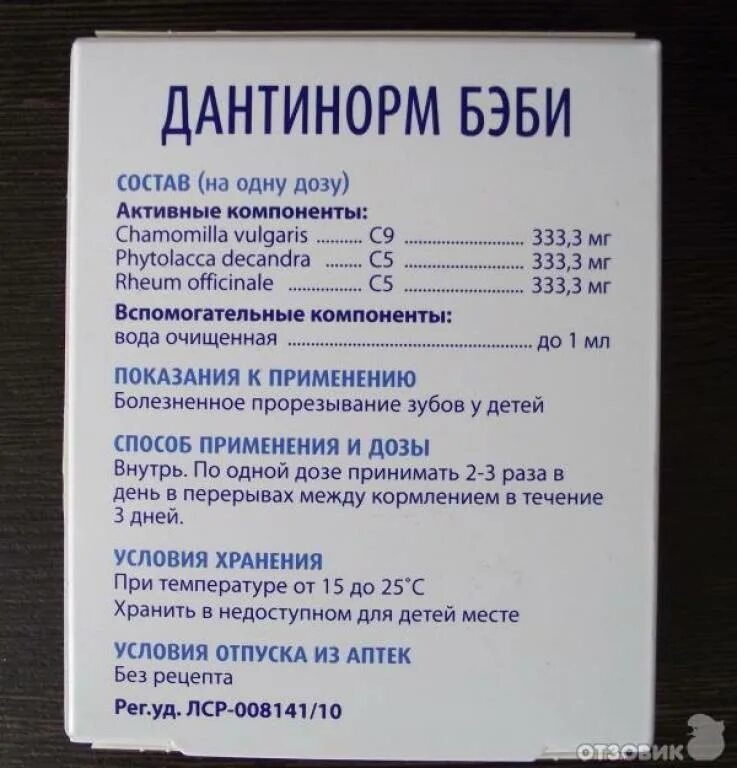 ДАНТИНОРМ БЭБИ
СОСТАВ (на одну дозу)
Активные компоненты:
Chamomilla vulgaris .......... C9 .......................... 333,3 мг
Phytolacca decandra ........ C5 .......................... 333,3 мг
Rheum officinale ................ C5 .......................... 333,3 мг
Вспомогательные компоненты:
вода очищенная ....................................................... до 1 мл
ПОКАЗАНИЯ К ПРИМЕНЕНИЮ
Болезненное прорезывание зубов у детей
СПОСОБ ПРИМЕНЕНИЯ И ДОЗЫ
Внутрь. По одной дозе принимать 2-3 раза в
день в перерывах между кормлением в течение
3 дней.
УСЛОВИЯ ХРАНЕНИЯ
При температуре от 15 до 25˚С
Хранить в недоступном для детей месте
УСЛОВИЯ ОТПУСКА ИЗ АПТЕК
Без рецепта
Рег.уд. ЛСР-008141/10
ОТЗОВИК